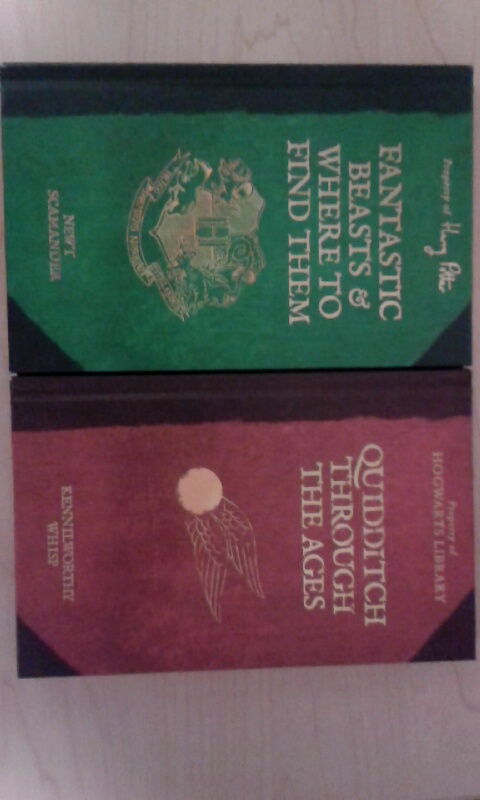 Property of Harry Potter
FANTASTIC
BEASTS &
WHERE TO
FIND THEM
NEWT
SCAMANDER
Property of
HOGWARTS LIBRARY
QUIDDITCH
THROUGH
THE AGES
KENNILWORTHY
WHISP